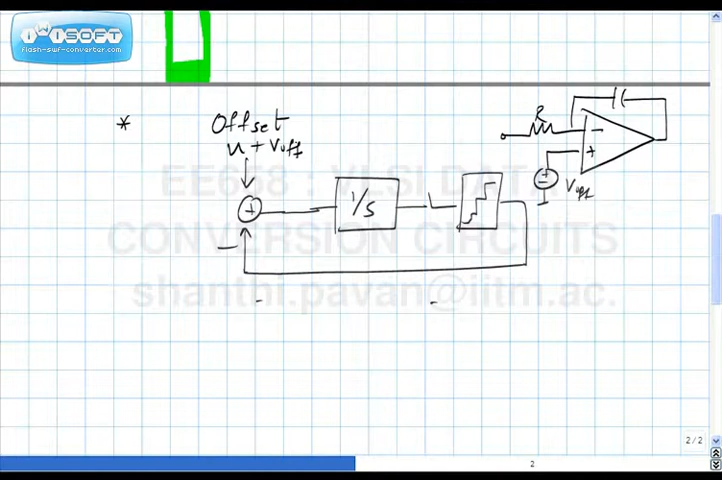 iWiSOFT
flash-swf-converter.com
*
Offset
u + Voff
R
-
+
+
-
Voff
EE658 : VLSI DATA
CONVERSION CIRCUITS
shanthi.pavan@iitm.ac.
+
1/s
-
2/2
2